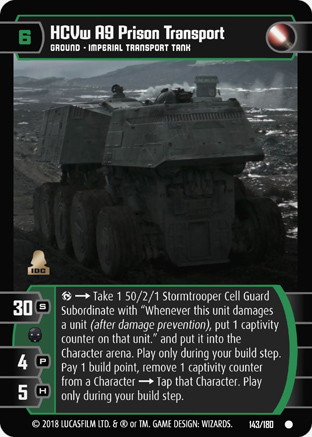 6
HCVw A9 Prison Transport
GROUND - IMPERIAL TRANSPORT TANK
IDC
30 S
4 P
5 H
→ Take 1 50/2/1 Stormtrooper Cell Guard
Subordinate with "Whenever this unit damages
a unit (after damage prevention), put 1 captivity
counter on that unit." and put it into the
Character arena. Play only during your build step.
Pay 1 build point, remove 1 captivity counter
from a Character → Tap that Character. Play
only during your build step.
© 2018 LUCASFILM LTD. & ® OR TM. GAME DESIGN: WIZARDS.
143/180